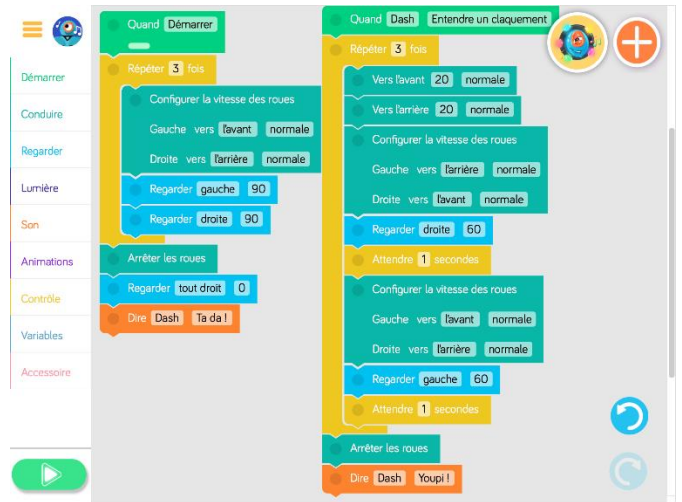 Démarrer
Conduire
Regarder
Lumière
Son
Animations
Contrôle
Variables
Accessoire
Quand Démarrer
Répéter 3 fois
Configurer la vitesse des roues
Gauche vers l'avant normale
Droite vers l'arrière normale
Regarder gauche 90
Regarder droite 90
Arrêter les roues
Regarder tout droit 0
Dire Dash Ta da !
Quand Dash Entendre un claquement
Répéter 3 fois
Vers l'avant 20 normale
Vers l'arrière 20 normale
Configurer la vitesse des roues
Gauche vers l'arrière normale
Droite vers l'avant normale
Regarder droite 60
Attendre 1 secondes
Configurer la vitesse des roues
Gauche vers l'avant normale
Droite vers l'arrière normale
Regarder gauche 60
Attendre 1 secondes
Arrêter les roues
Dire Dash Youpi !